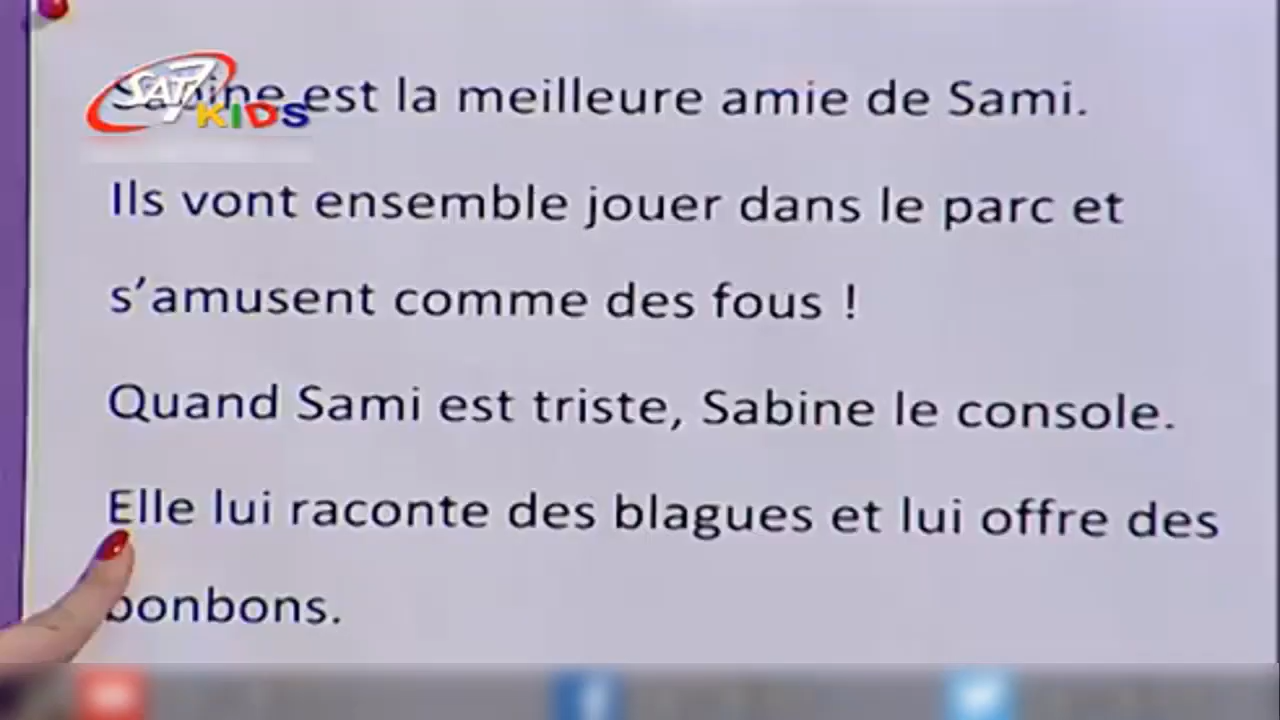 SAT7 KIDS
Sabine est la meilleure amie de Sami.
Ils vont ensemble jouer dans le parc et
s’amusent comme des fous !
Quand Sami est triste, Sabine le console.
Elle lui raconte des blagues et lui offre des
bonbons.